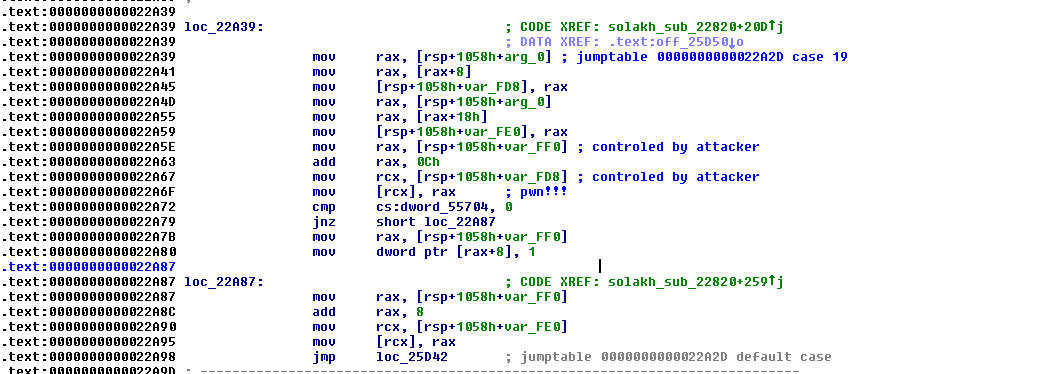 .text:0000000000022A39
.text:0000000000022A39 loc_22A39: ; CODE XREF: solakh_sub_22820+20D↑j
.text:0000000000022A39 ; DATA XREF: .text:off_25D50↓o
.text:0000000000022A39 mov rax, [rsp+1058h+arg_0] ; jumptable 0000000000022A2D case 19
.text:0000000000022A41 mov rax, [rax+8]
.text:0000000000022A45 mov [rsp+1058h+var_FD8], rax
.text:0000000000022A4D mov rax, [rsp+1058h+arg_0]
.text:0000000000022A55 mov rax, [rax+18h]
.text:0000000000022A59 mov [rsp+1058h+var_FE0], rax
.text:0000000000022A5E mov rax, [rsp+1058h+var_FF0] ; controled by attacker
.text:0000000000022A63 add rax, 0Ch
.text:0000000000022A67 mov rcx, [rsp+1058h+var_FD8] ; controled by attacker
.text:0000000000022A6F mov [rcx], rax ; pwn!!!
.text:0000000000022A72 cmp cs:dword_55704, 0
.text:0000000000022A79 jnz short loc_22A87
.text:0000000000022A7B mov rax, [rsp+1058h+var_FF0]
.text:0000000000022A80 mov dword ptr [rax+8], 1
.text:0000000000022A87
.text:0000000000022A87 loc_22A87: ; CODE XREF: solakh_sub_22820+259↑j
.text:0000000000022A87 mov rax, [rsp+1058h+var_FF0]
.text:0000000000022A8C add rax, 8
.text:0000000000022A90 mov rcx, [rsp+1058h+var_FE0]
.text:0000000000022A95 mov [rcx], rax
.text:0000000000022A98 jmp loc_25D42 ; jumptable 0000000000022A2D default case
.text:0000000000022A9D ; ---------------------------------------------------------------------------